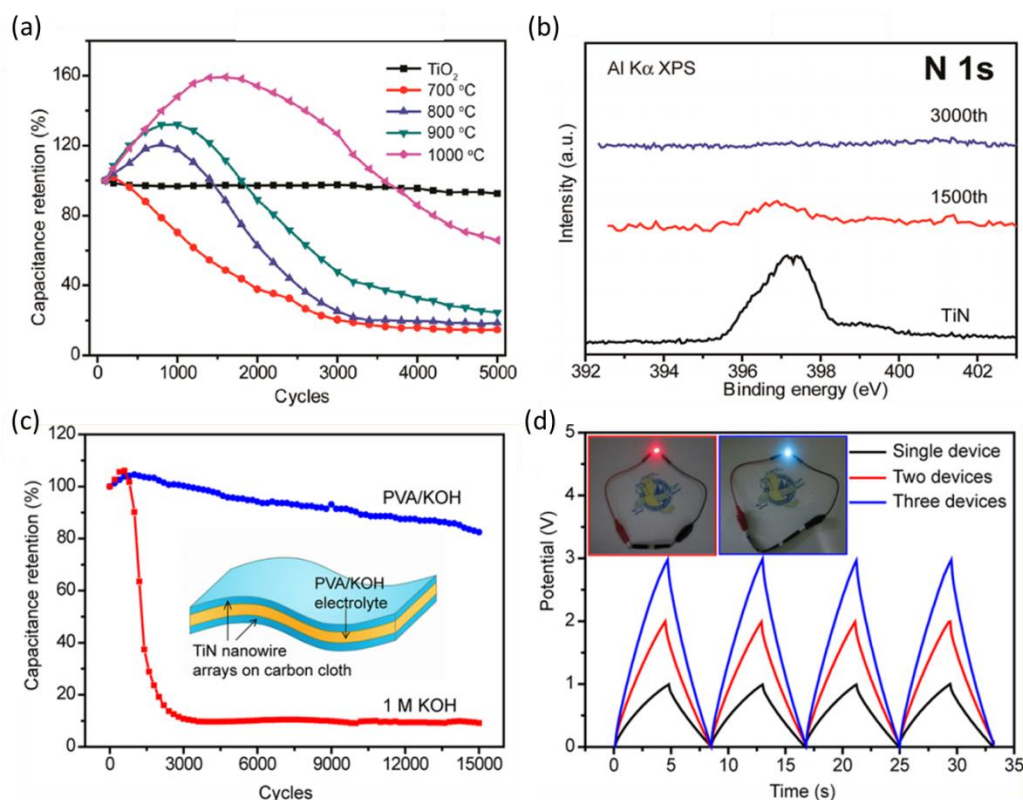 (a)
Capacitance retention (%)
160
120
80
40
0
TiO₂
700 °C
800 °C
900 °C
1000 °C
0 1000 2000 3000 4000 5000
Cycles
(b)
Al Kα XPS
N 1s
3000th
1500th
TiN
Intensity (a.u.)
392 394 396 398 400 402
Binding energy (eV)
(c)
Capacitance retention (%)
120
100
80
60
40
20
0
PVA/KOH
PVA/KOH
electrolyte
TiN nanowire
arrays on carbon cloth
1 M KOH
0 3000 6000 9000 12000 15000
Cycles
(d)
Potential (V)
5
4
3
2
1
0
Single device
Two devices
Three devices
0 5 10 15 20 25 30 35
Time (s)